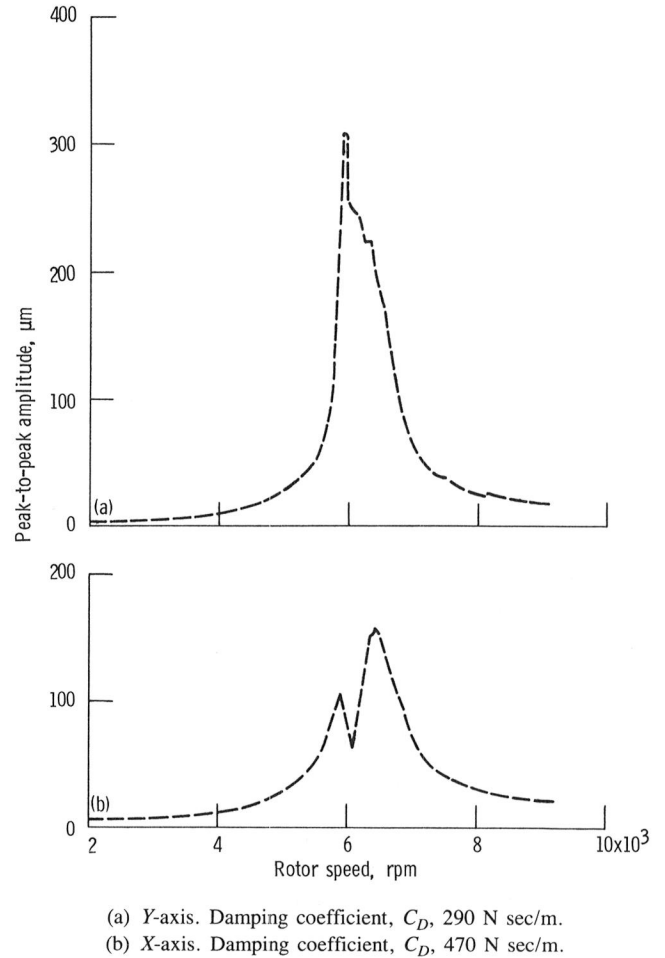 400
300
200
100
0
(a)
Peak-to-peak amplitude, μm
200
100
0
(b)
2 4 6 8 10x10³
Rotor speed, rpm
(a) Y-axis. Damping coefficient, C_D, 290 N sec/m.
(b) X-axis. Damping coefficient, C_D, 470 N sec/m.